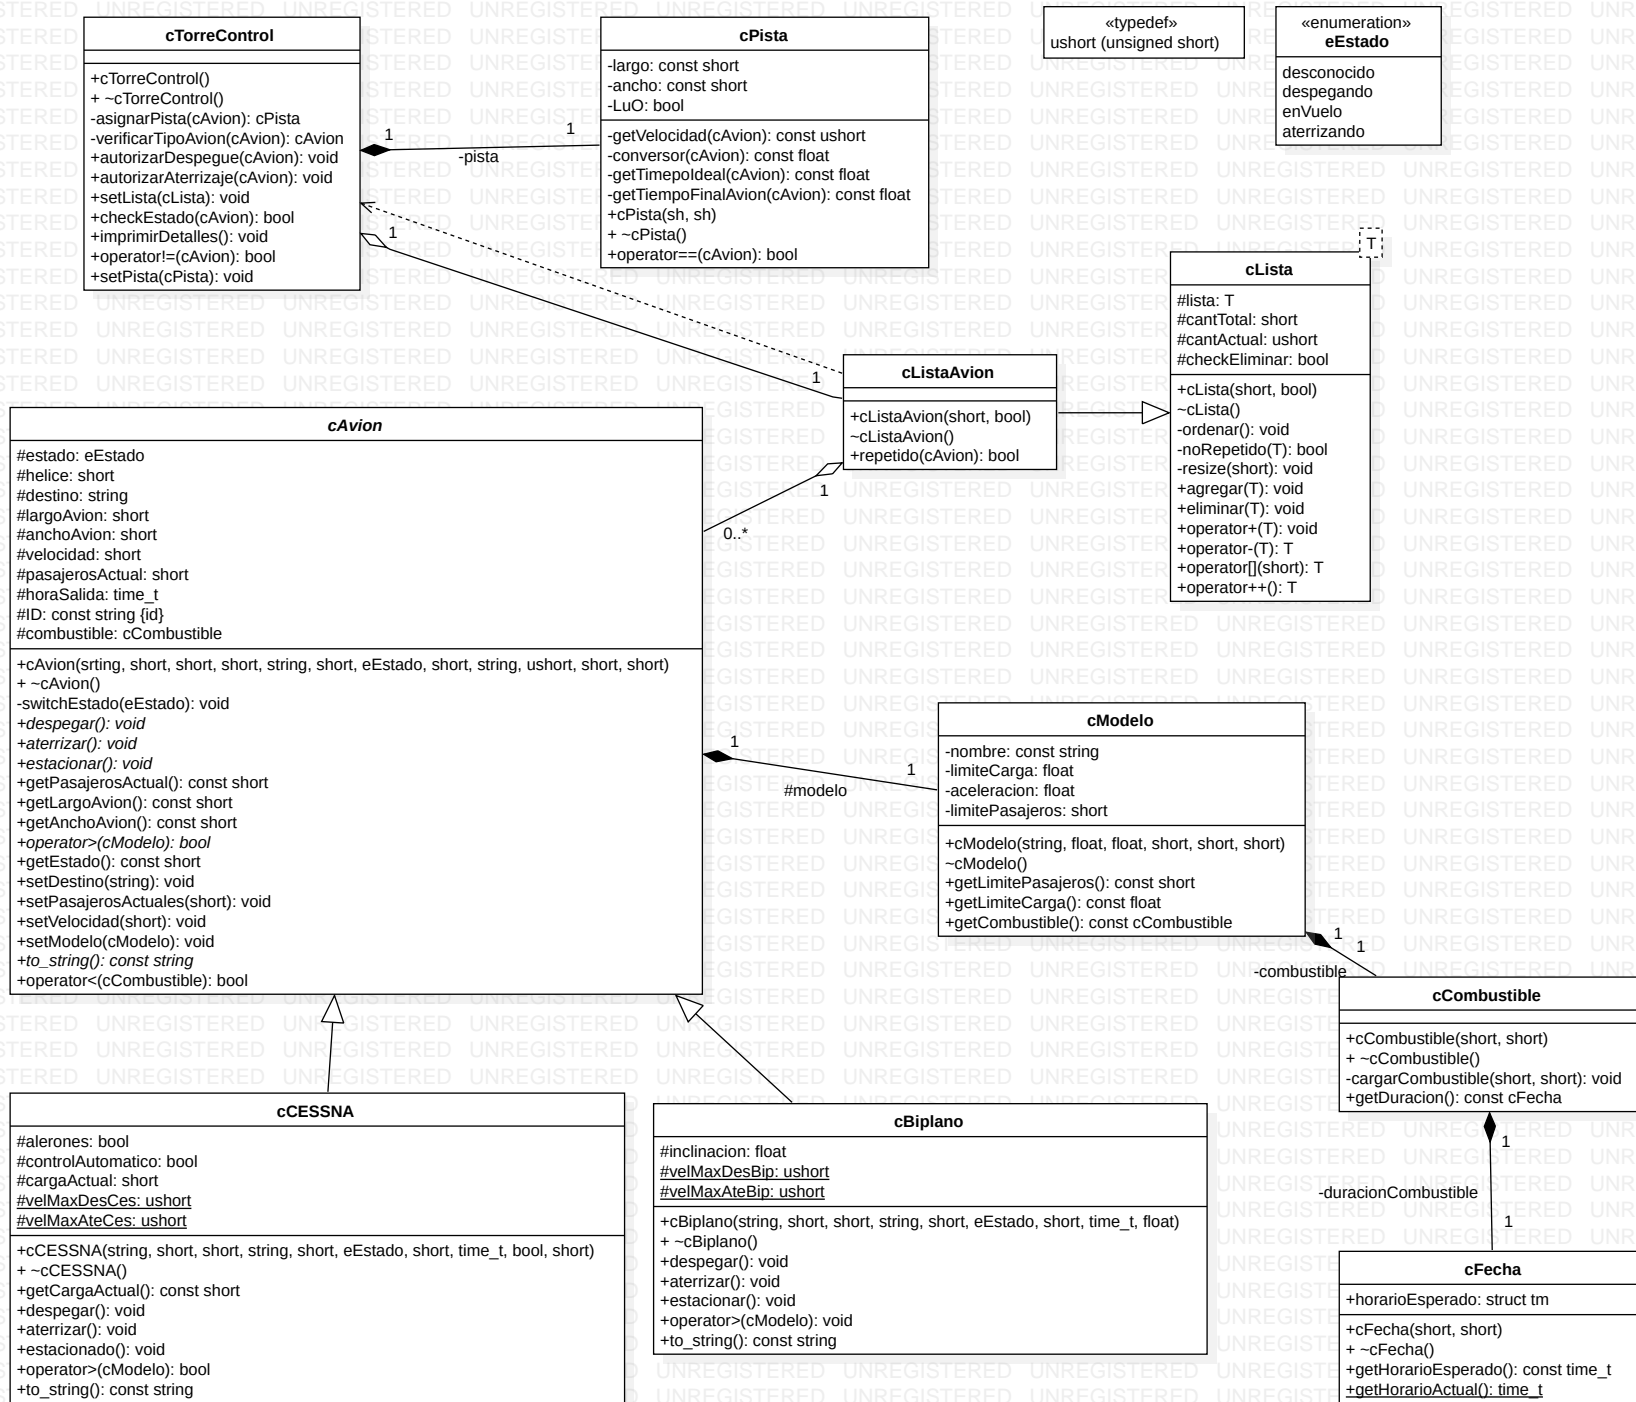 cTorreControl
+cTorreControl()
+ ~cTorreControl()
-asignarPista(cAvion): cPista
-verificarTipoAvion(cAvion): cAvion
+autorizarDespegue(cAvion): void
+autorizarAterrizaje(cAvion): void
+setLista(cLista): void
+checkEstado(cAvion): bool
+imprimirDetalles(): void
+operator!=(cAvion): bool
+setPista(cPista): void
1
1
-pista
1
1
cPista
-largo: const short
-ancho: const short
-LuO: bool
-getVelocidad(cAvion): const ushort
-conversor(cAvion): const float
-getTimepoIdeal(cAvion): const float
-getTiempoFinalAvion(cAvion): const float
+cPista(sh, sh)
+ ~cPista()
+operator==(cAvion): bool
«typedef»
ushort (unsigned short)
«enumeration»
eEstado
desconocido
despegando
enVuelo
aterrizando
T
cLista
#lista: T
#cantTotal: short
#cantActual: ushort
#checkEliminar: bool
+cLista(short, bool)
~cLista()
-ordenar(): void
-noRepetido(T): bool
-resize(short): void
+agregar(T): void
+eliminar(T): void
+operator+(T): void
+operator-(T): T
+operator[](short): T
+operator++(): T
cListaAvion
+cListaAvion(short, bool)
~cListaAvion()
+repetido(cAvion): bool
1
0..*
cAvion
#estado: eEstado
#helice: short
#destino: string
#largoAvion: short
#anchoAvion: short
#velocidad: short
#pasajerosActual: short
#horaSalida: time_t
#ID: const string {id}
#combustible: cCombustible
+cAvion(srting, short, short, short, string, short, eEstado, short, string, ushort, short, short)
+ ~cAvion()
-switchEstado(eEstado): void
+despegar(): void
+aterrizar(): void
+estacionar(): void
+getPasajerosActual(): const short
+getLargoAvion(): const short
+getAnchoAvion(): const short
+operator>(cModelo): bool
+getEstado(): const short
+setDestino(string): void
+setPasajerosActuales(short): void
+setVelocidad(short): void
+setModelo(cModelo): void
+to_string(): const string
+operator<(cCombustible): bool
1
1
#modelo
cModelo
-nombre: const string
-limiteCarga: float
-aceleracion: float
-limitePasajeros: short
+cModelo(string, float, float, short, short, short)
~cModelo()
+getLimitePasajeros(): const short
+getLimiteCarga(): const float
+getCombustible(): const cCombustible
1
1
-combustible
cCombustible
+cCombustible(short, short)
+ ~cCombustible()
-cargarCombustible(short, short): void
+getDuracion(): const cFecha
1
-duracionCombustible
1
cFecha
+horarioEsperado: struct tm
+cFecha(short, short)
+ ~cFecha()
+getHorarioEsperado(): const time_t
+getHorarioActual(): time_t
cCESSNA
#alerones: bool
#controlAutomatico: bool
#cargaActual: short
#velMaxDesCes: ushort
#velMaxAteCes: ushort
+cCESSNA(string, short, short, string, short, eEstado, short, time_t, bool, short)
+ ~cCESSNA()
+getCargaActual(): const short
+despegar(): void
+aterrizar(): void
+estacionado(): void
+operator>(cModelo): bool
+to_string(): const string
cBiplano
#inclinacion: float
#velMaxDesBip: ushort
#velMaxAteBip: ushort
+cBiplano(string, short, short, string, short, eEstado, short, time_t, float)
+ ~cBiplano()
+despegar(): void
+aterrizar(): void
+estacionar(): void
+operator>(cModelo): void
+to_string(): const string
UNREGISTERED